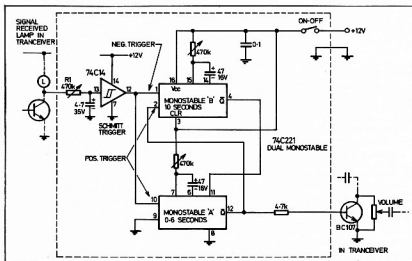 SIGNAL
RECEIVED
LAMP IN
TRANCEIVER
L
R1
470k
4·7
35V
74C14
+12V
13
14
12
7
SCHMITT
TRIGGER
NEG. TRIGGER
POS. TRIGGER
470k
47
16V
16
15
14
Vcc
1
2
MONOSTABLE 'B'
10 SECONDS
CLR
3
Q̅
4
0·1
ON-OFF
+12V
74C221
DUAL MONOSTABLE
470k
47
16V
7
6
11
10
9
MONOSTABLE 'A'
0·6 SECONDS
Q̅
12
8
4·7k
BC107
VOLUME
IN TRANCEIVER